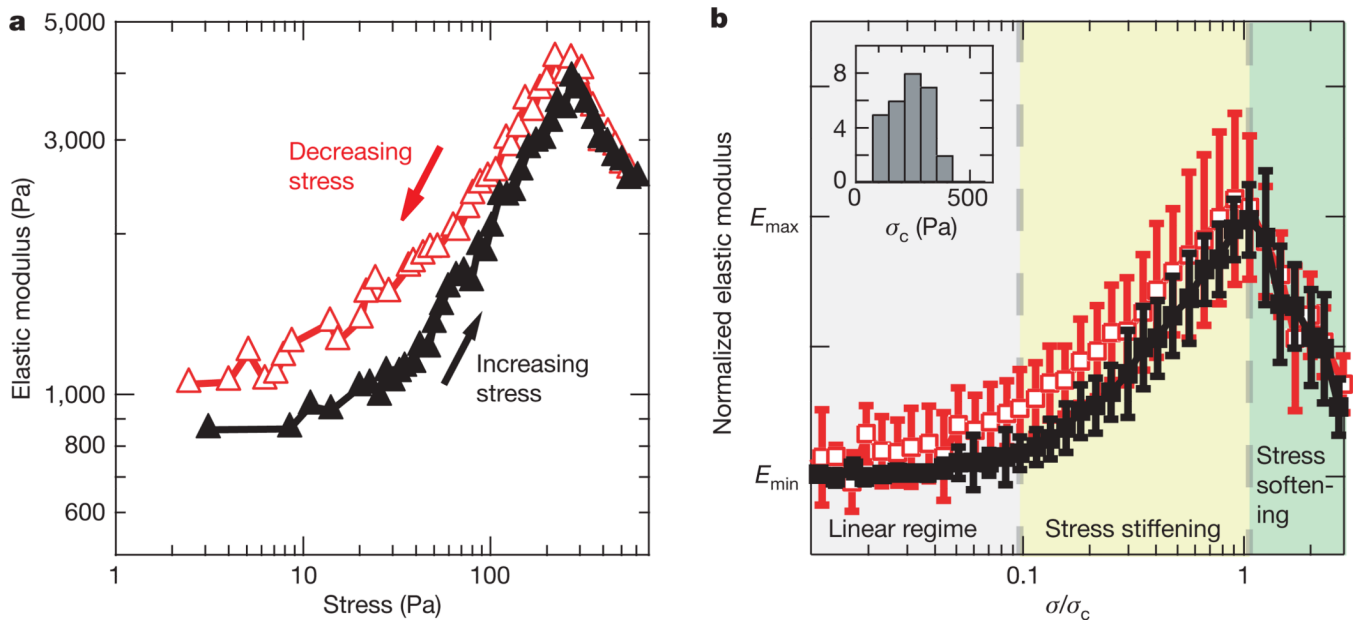 a
5,000
3,000
1,000
800
600
Elastic modulus (Pa)
Decreasing
stress
Increasing
stress
1
10
100
Stress (Pa)
b
8
4
0
0
500
σc (Pa)
Normalized elastic modulus
Emax
Emin
Linear regime
Stress stiffening
Stress
soften-
ing
0.1
1
σ/σc